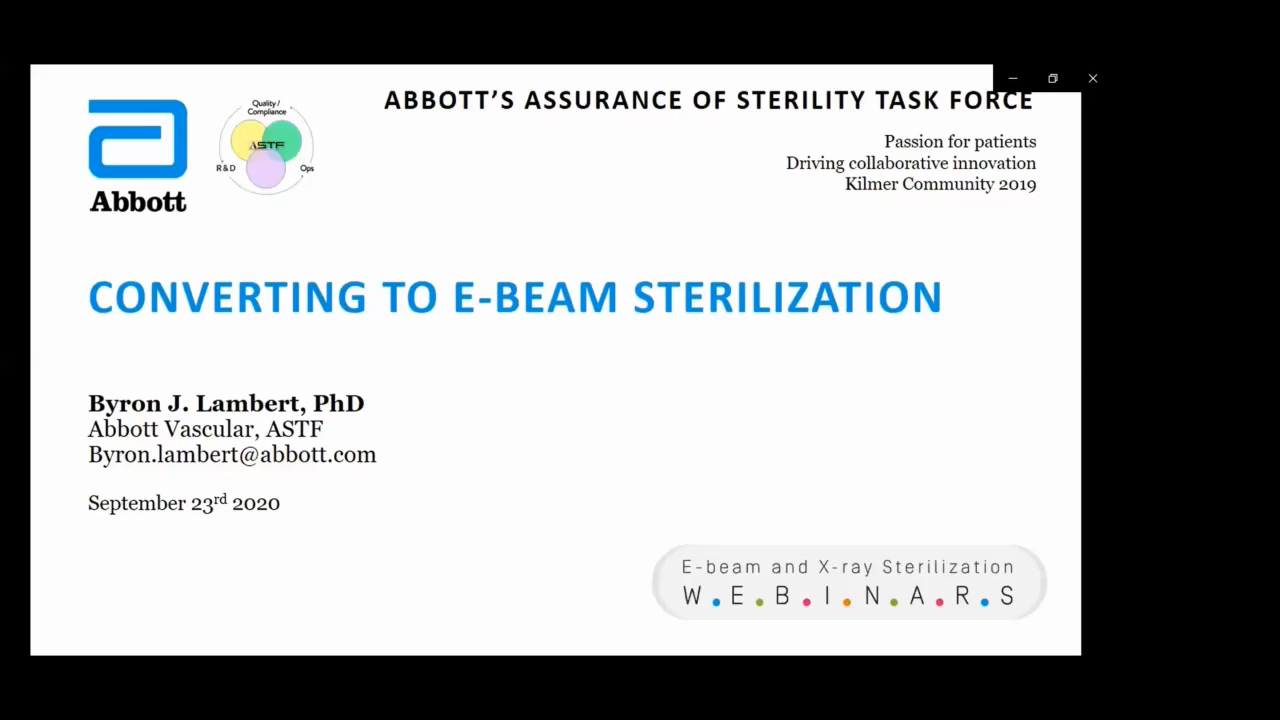 ABBOTT'S ASSURANCE OF STERILITY TASK FORCE
Passion for patients
Driving collaborative innovation
Kilmer Community 2019
Abbott
Quality /
Compliance
ASTF
R&D
Ops
CONVERTING TO E-BEAM STERILIZATION
Byron J. Lambert, PhD
Abbott Vascular, ASTF
Byron.lambert@abbott.com
September 23rd 2020
E-beam and X-ray Sterilization
W.E.B.I.N.A.R.S